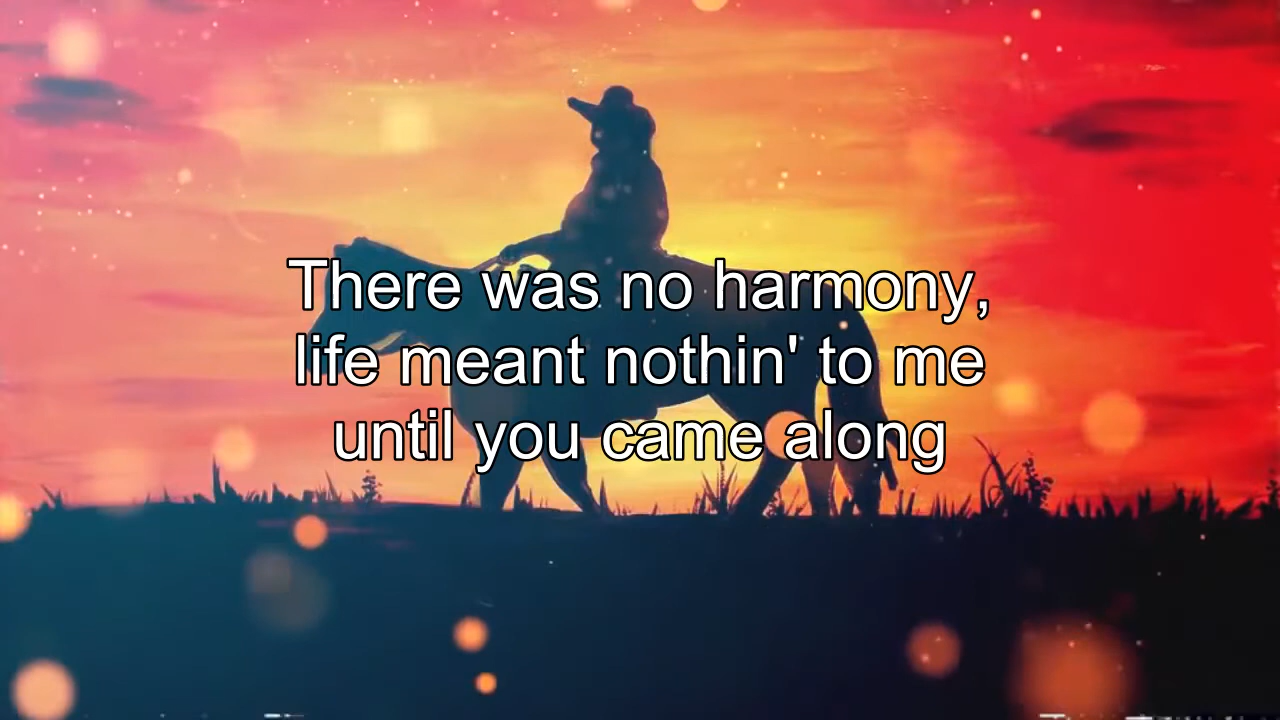 There was no harmony,
life meant nothin' to me
until you came along